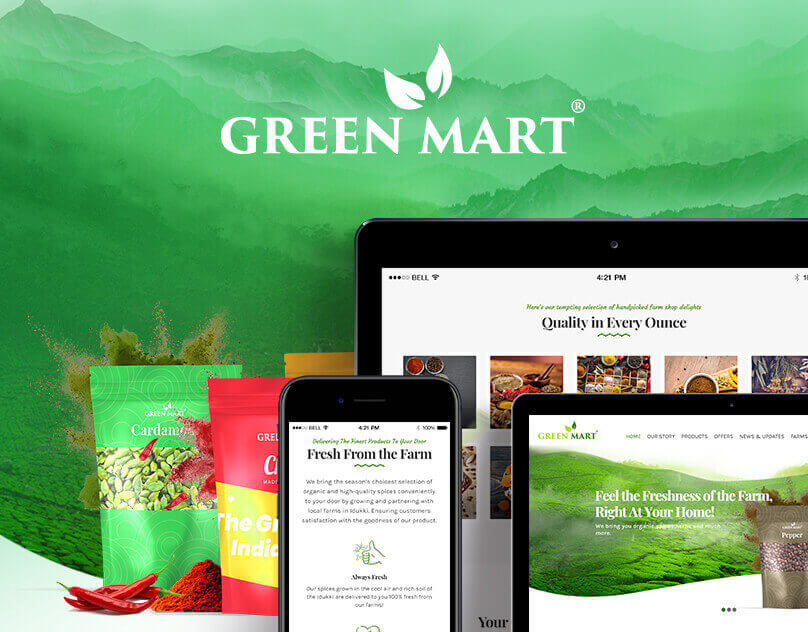 GREEN MART®
BELL
4:21 PM
Here's our tempting selection of handpicked farm shop delights
Quality in Every Ounce
GREEN MART
Cardam
GRE
MADE
The Gr
India
BELL
4:21 PM
100%
Delivering The Finest Products To Your Door
Fresh From the Farm
We bring the season's choicest selection of
organic and high-quality spices conveniently
to your door by growing and partnering with
local farms in Idukki. Ensuring customers
satisfaction with the goodness of our product.
Always Fresh
Our spices grown in the cool air and rich soil of
the Idukki are delivered to you 100% fresh from
our farms!
Your
GREEN MART
HOME OUR STORY PRODUCTS OFFERS NEWS & UPDATES FARMS
Feel the Freshness of the Farm,
Right At Your Home!
We bring you organic and much
more.
GREEN MART
Pepper